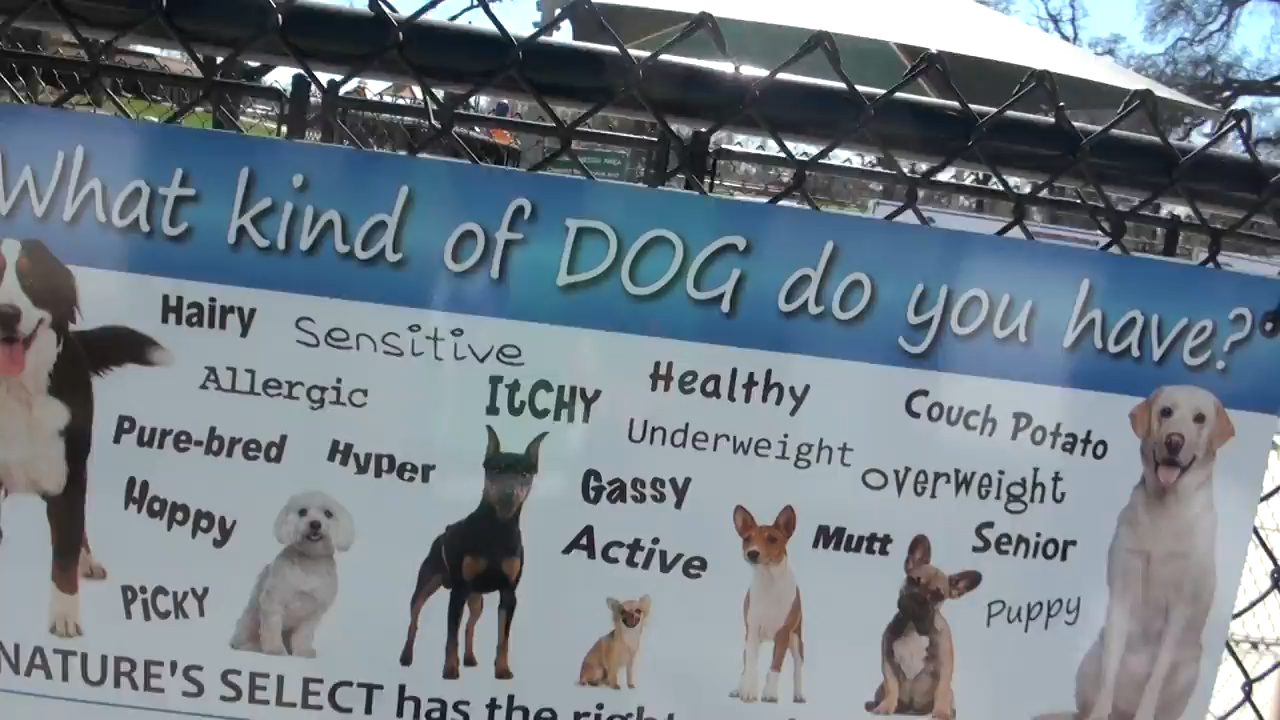 What kind of DOG do you have?
Hairy
Sensitive
Allergic
ItCHY
Healthy
Couch Potato
Pure-bred
Hyper
Underweight
overweight
Happy
Gassy
Active
Mutt
Senior
PiCKY
Puppy
NATURE'S SELECT has the right